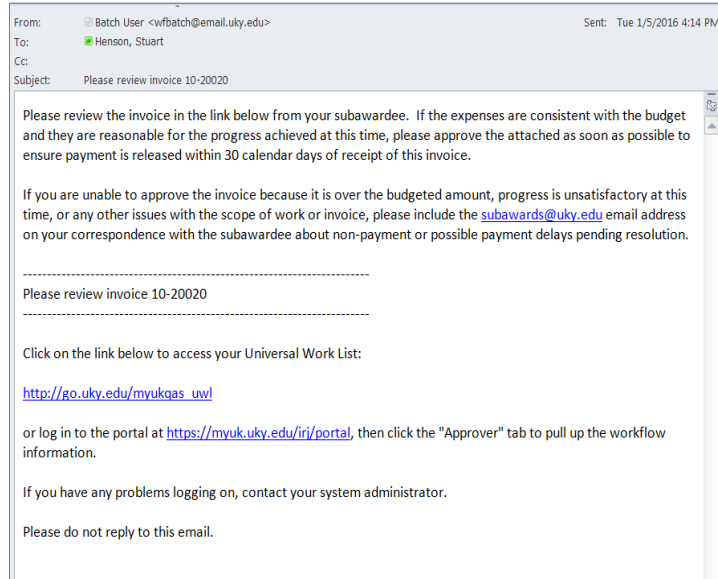 From: Batch User <wfbatch@email.uky.edu> Sent: Tue 1/5/2016 4:14 PM
To: Henson, Stuart
Cc:
Subject: Please review invoice 10-20020
Please review the invoice in the link below from your subawardee.  If the expenses are consistent with the budget
and they are reasonable for the progress achieved at this time, please approve the attached as soon as possible to
ensure payment is released within 30 calendar days of receipt of this invoice.
If you are unable to approve the invoice because it is over the budgeted amount, progress is unsatisfactory at this
time, or any other issues with the scope of work or invoice, please include the subawards@uky.edu email address
on your correspondence with the subawardee about non-payment or possible payment delays pending resolution.
------------------------------------------------------------------------
Please review invoice 10-20020
------------------------------------------------------------------------
Click on the link below to access your Universal Work List:
http://go.uky.edu/myukqas_uwl
or log in to the portal at https://myuk.uky.edu/irj/portal, then click the "Approver" tab to pull up the workflow
information.
If you have any problems logging on, contact your system administrator.
Please do not reply to this email.